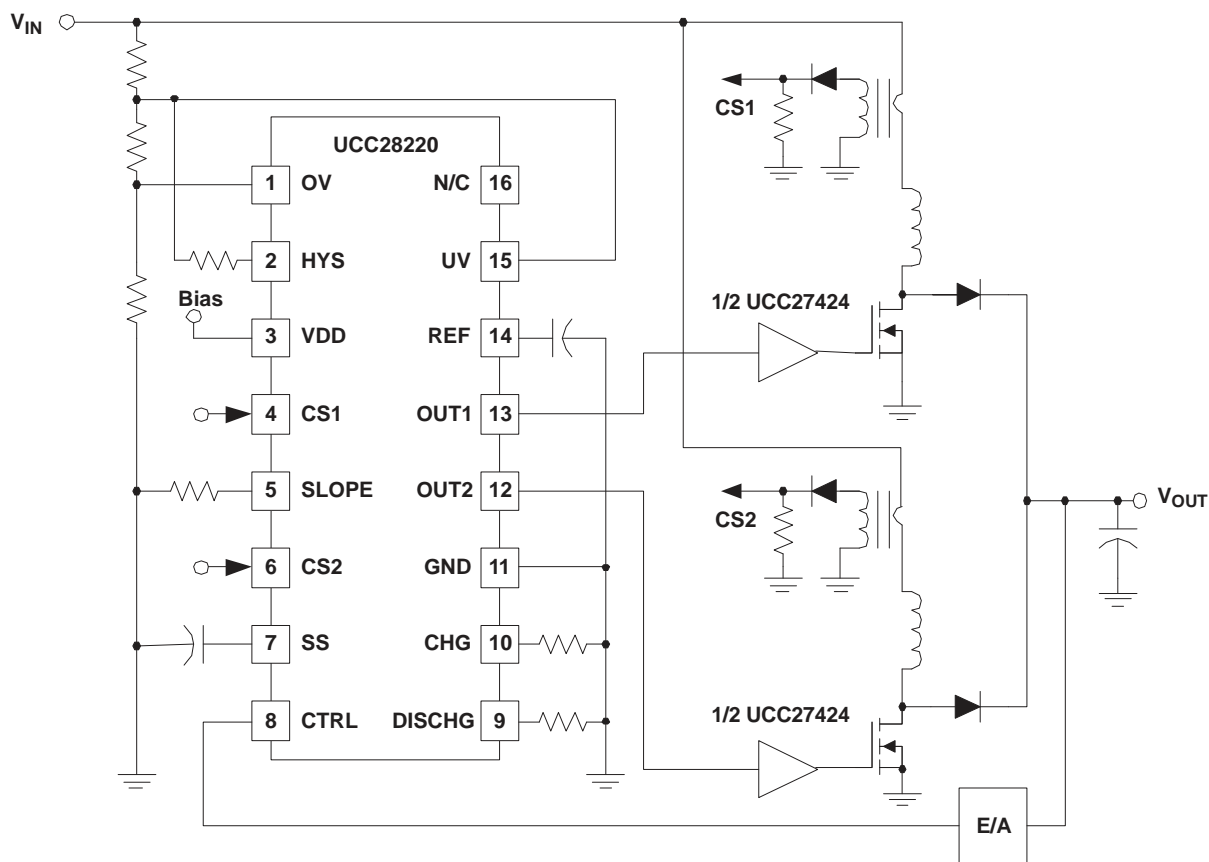 VIN
CS1
UCC28220
1 OV N/C 16
2 HYS UV 15
1/2 UCC27424
Bias
3 VDD REF 14
4 CS1 OUT1 13
5 SLOPE OUT2 12
VOUT
CS2
6 CS2 GND 11
7 SS CHG 10
8 CTRL DISCHG 9
1/2 UCC27424
E/A